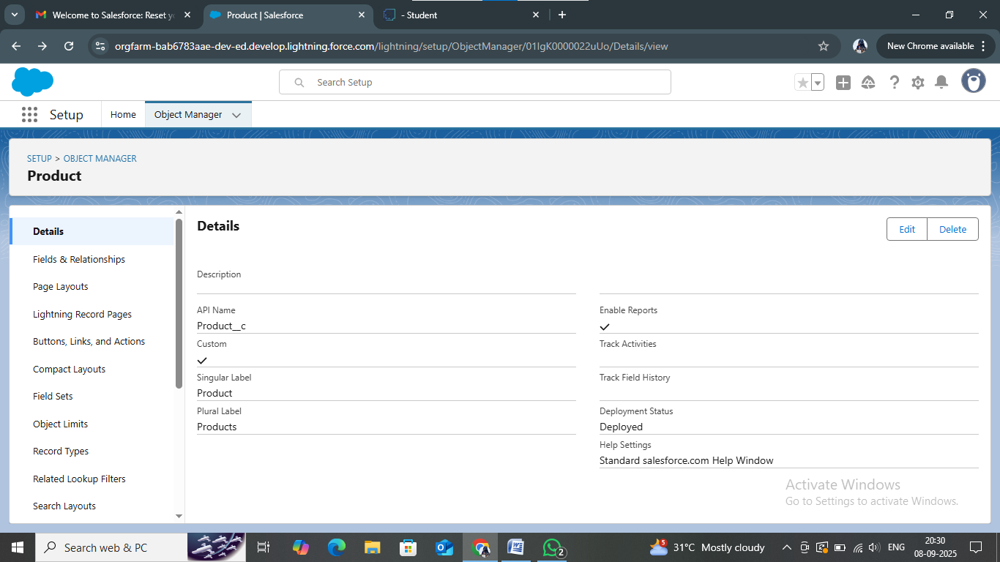 Welcome to Salesforce: Reset yo
Product | Salesforce
- Student
orgfarm-bab6783aae-dev-ed.develop.lightning.force.com/lightning/setup/ObjectManager/01IgK0000022uUo/Details/view
New Chrome available
Search Setup
Setup
Home
Object Manager
SETUP > OBJECT MANAGER
Product
Details
Fields & Relationships
Page Layouts
Lightning Record Pages
Buttons, Links, and Actions
Compact Layouts
Field Sets
Object Limits
Record Types
Related Lookup Filters
Search Layouts
Details
Edit
Delete
Description
API Name
Product__c
Custom
Singular Label
Product
Plural Label
Products
Enable Reports
Track Activities
Track Field History
Deployment Status
Deployed
Help Settings
Standard salesforce.com Help Window
Activate Windows
Go to Settings to activate Windows.
Search web & PC
2
5
31°C Mostly cloudy
ENG
20:30
08-09-2025